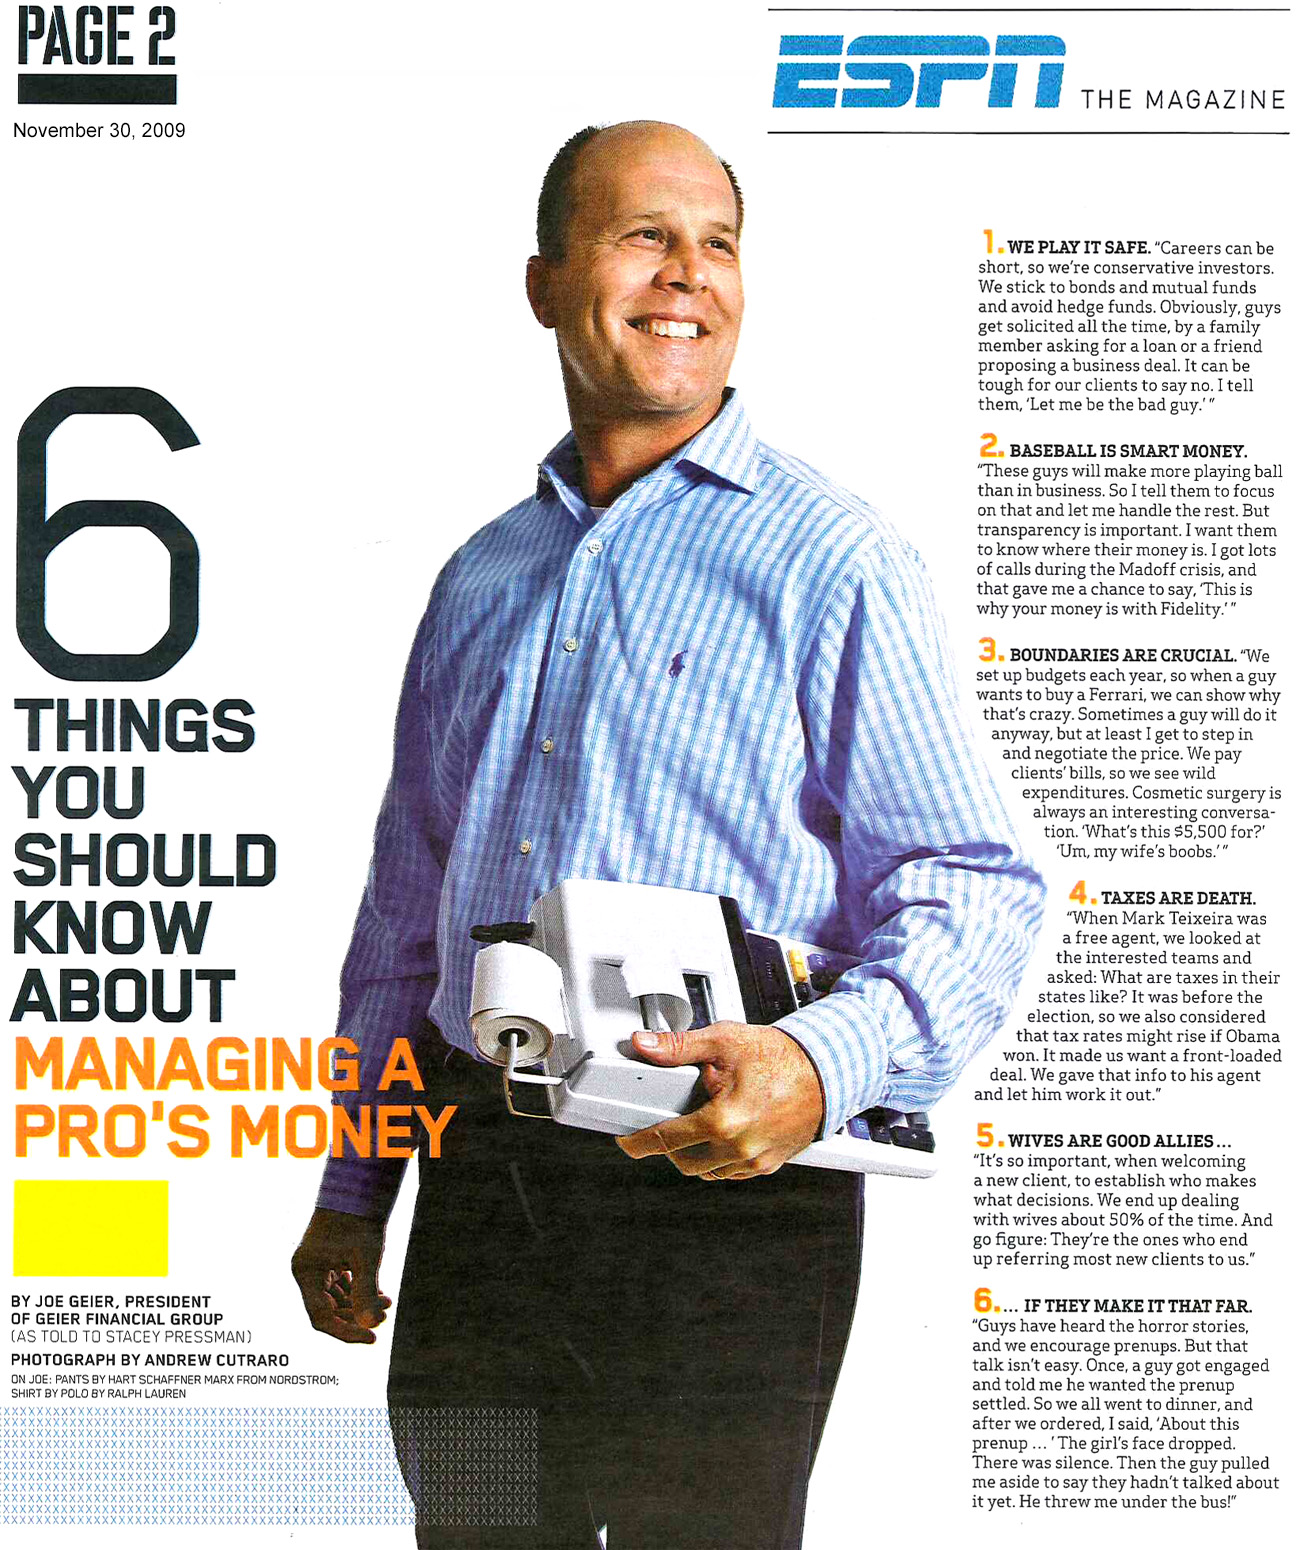 PAGE 2
November 30, 2009
ESPN THE MAGAZINE
6
THINGS
YOU
SHOULD
KNOW
ABOUT
MANAGING A
PRO'S MONEY
BY JOE GEIER, PRESIDENT
OF GEIER FINANCIAL GROUP
(AS TOLD TO STACEY PRESSMAN)
PHOTOGRAPH BY ANDREW CUTRARO
ON JOE: PANTS BY HART SCHAFFNER MARX FROM NORDSTROM;
SHIRT BY POLO BY RALPH LAUREN
1. WE PLAY IT SAFE. “Careers can be
short, so we're conservative investors.
We stick to bonds and mutual funds
and avoid hedge funds. Obviously, guys
get solicited all the time, by a family
member asking for a loan or a friend
proposing a business deal. It can be
tough for our clients to say no. I tell
them, ‘Let me be the bad guy.’”
2. BASEBALL IS SMART MONEY.
“These guys will make more playing ball
than in business. So I tell them to focus
on that and let me handle the rest. But
transparency is important. I want them
to know where their money is. I got lots
of calls during the Madoff crisis, and
that gave me a chance to say, ‘This is
why your money is with Fidelity.’”
3. BOUNDARIES ARE CRUCIAL. “We
set up budgets each year, so when a guy
wants to buy a Ferrari, we can show why
that's crazy. Sometimes a guy will do it
anyway, but at least I get to step in
and negotiate the price. We pay
clients' bills, so we see wild
expenditures. Cosmetic surgery is
always an interesting conversa-
tion. ‘What's this $5,500 for?’
‘Um, my wife's boobs.’”
4. TAXES ARE DEATH.
“When Mark Teixeira was
a free agent, we looked at
the interested teams and
asked: What are taxes in their
states like? It was before the
election, so we also considered
that tax rates might rise if Obama
won. It made us want a front-loaded
deal. We gave that info to his agent
and let him work it out.”
5. WIVES ARE GOOD ALLIES...
“It's so important, when welcoming
a new client, to establish who makes
what decisions. We end up dealing
with wives about 50% of the time. And
go figure: They're the ones who end
up referring most new clients to us.”
6. ... IF THEY MAKE IT THAT FAR.
“Guys have heard the horror stories,
and we encourage prenups. But that
talk isn't easy. Once, a guy got engaged
and told me he wanted the prenup
settled. So we all went to dinner, and
after we ordered, I said, ‘About this
prenup ... ’ The girl's face dropped.
There was silence. Then the guy pulled
me aside to say they hadn't talked about
it yet. He threw me under the bus!”